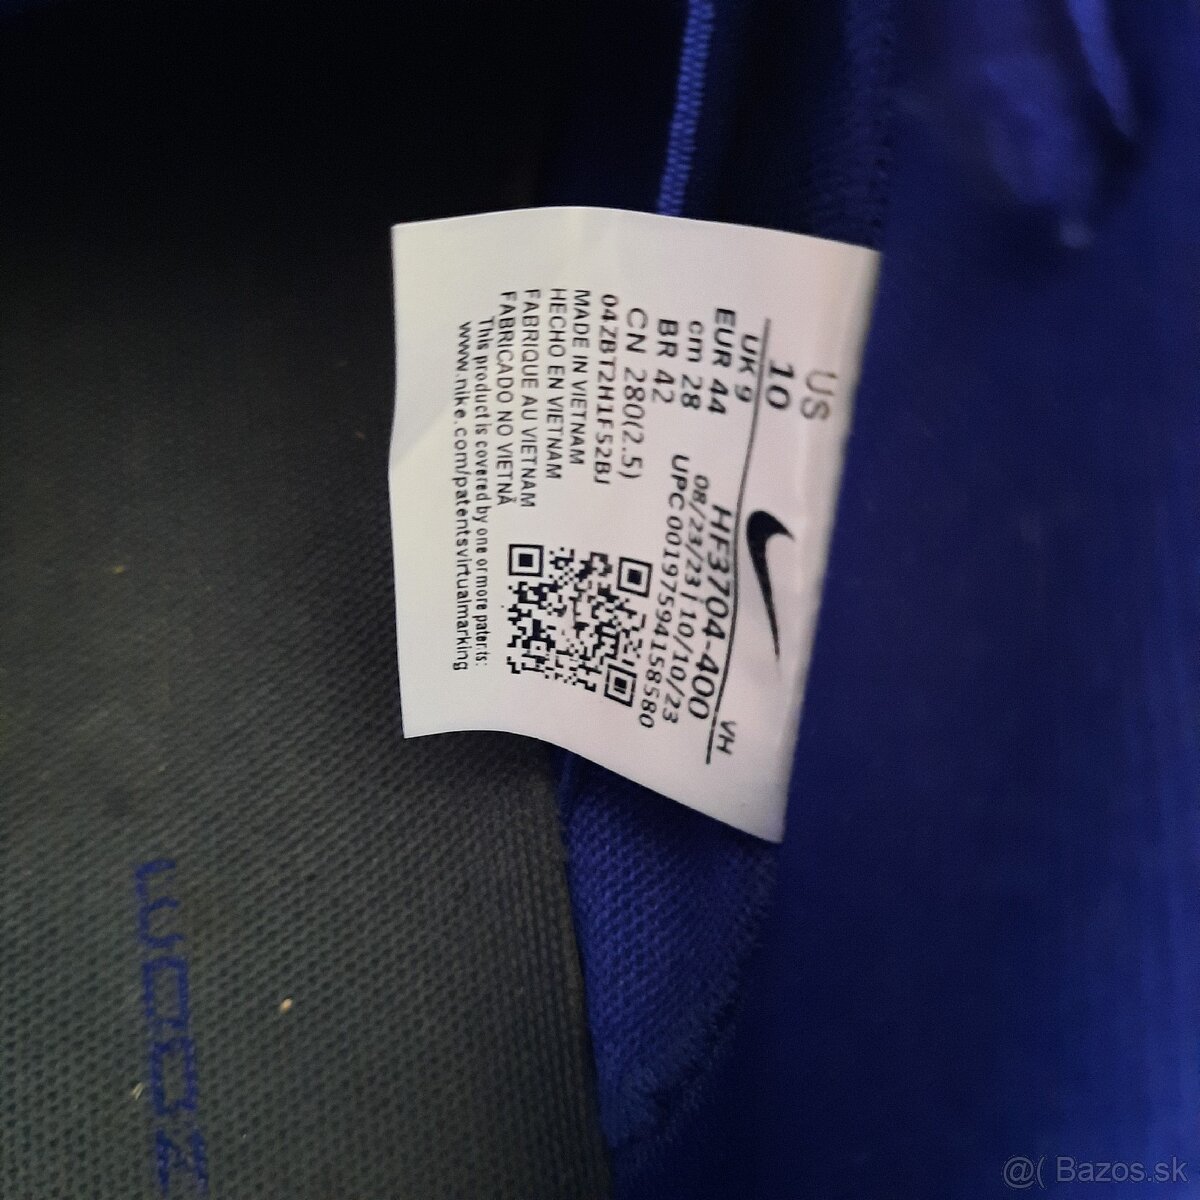 US
10
UK 9
EUR 44
cm 28
BR 42
CN 280(2.5)
HF3704-400
VH
08/23/23 | 10/10/23
UPC 00197594158580
04ZBT2H1F52BJ
MADE IN VIETNAM
HECHO EN VIETNAM
FABRIQUE AU VIETNAM
FABRICADO NO VIETNÃ
This product is covered by one or more patents:
www.nike.com/patentsvirtualmarking
@( Bazos.sk